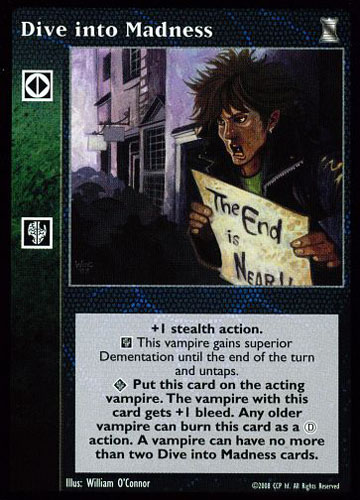 Dive into Madness
The End
is
Near!!
+1 stealth action.
This vampire gains superior
Dementation until the end of the turn
and untaps.
Put this card on the acting
vampire. The vampire with this
card gets +1 bleed. Any older
vampire can burn this card as a Ⓓ
action. A vampire can have no more
than two Dive into Madness cards.
Illus: William O'Connor
©2008 CCP hf. All Rights Reserved